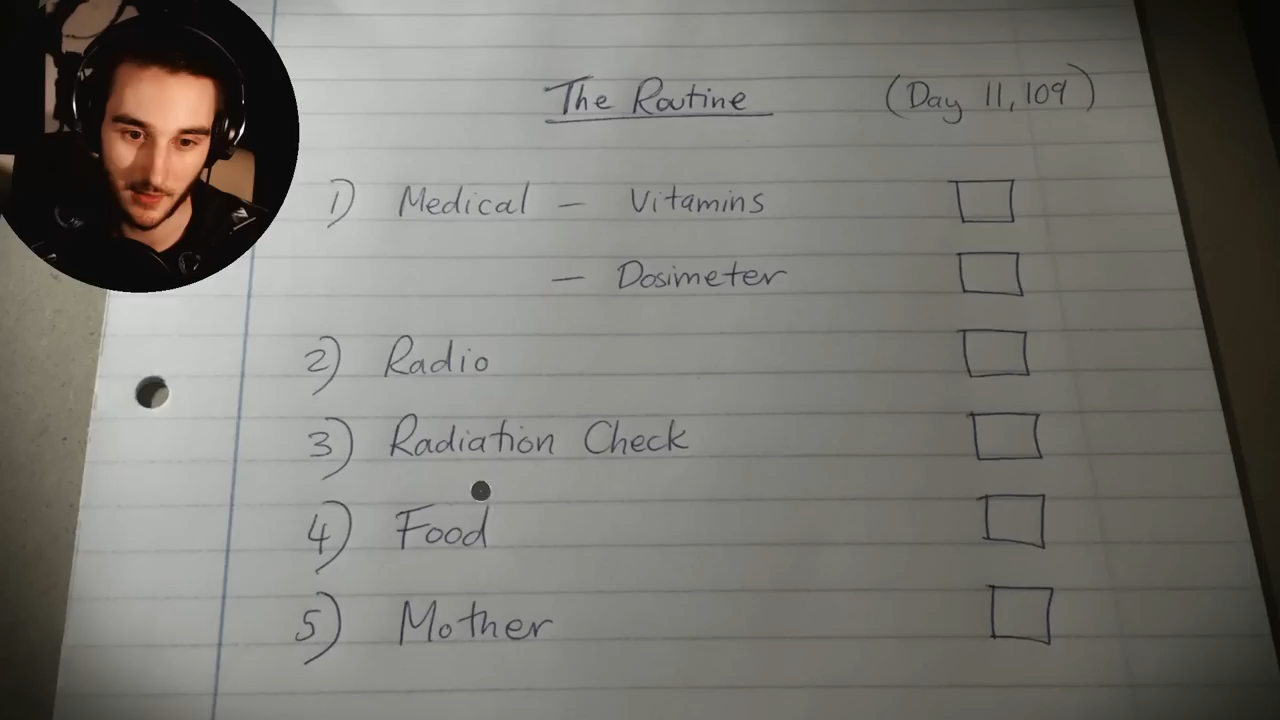 The Routine (Day 11,109)
1) Medical - Vitamins
- Dosimeter
2) Radio
3) Radiation Check
4) Food
5) Mother